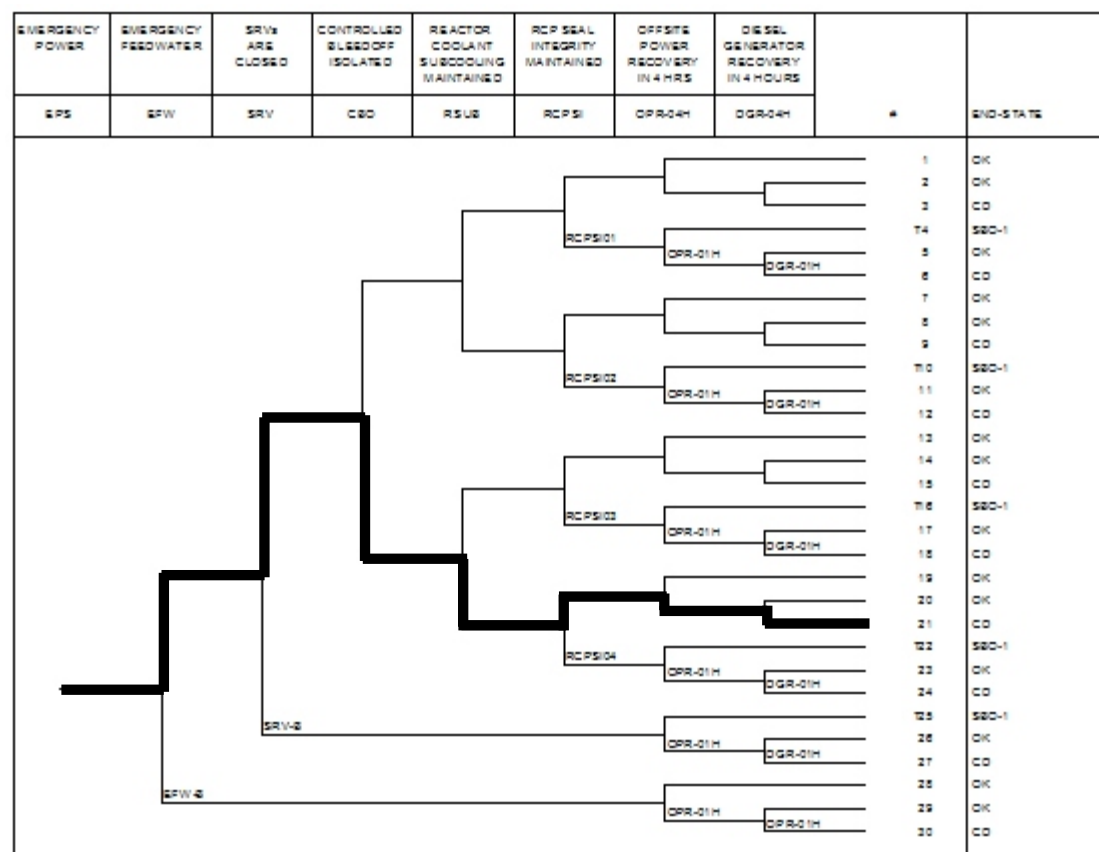 EMERGENCY POWER
EMERGENCY FEEDWATER
SRVs ARE CLOSED
CONTROLLED BLEEDOFF ISOLATED
REACTOR COOLANT SUBCOOLING MAINTAINED
RCP SEAL INTEGRITY MAINTAINED
OFFSITE POWER RECOVERY IN 4 HRS
DIESEL GENERATOR RECOVERY IN 4 HOURS
EPS EFW SRV CBO RSUB RCPSI OPR-04H DGR-04H # END-STATE
1 OK
2 OK
3 CD
RCPSI01 T4 SBO-1
OPR-01H 5 OK
DGR-01H 6 CD
7 OK
8 OK
9 CD
RCPSI02 T10 SBO-1
OPR-01H 11 OK
DGR-01H 12 CD
13 OK
14 OK
15 CD
RCPSI03 T16 SBO-1
OPR-01H 17 OK
DGR-01H 18 CD
19 OK
20 OK
21 CD
RCPSI04 T22 SBO-1
OPR-01H 23 OK
DGR-01H 24 CD
SRV-B T25 SBO-1
OPR-01H 26 OK
DGR-01H 27 CD
EFW-B 28 OK
OPR-01H 29 OK
OPR-01H 30 CD